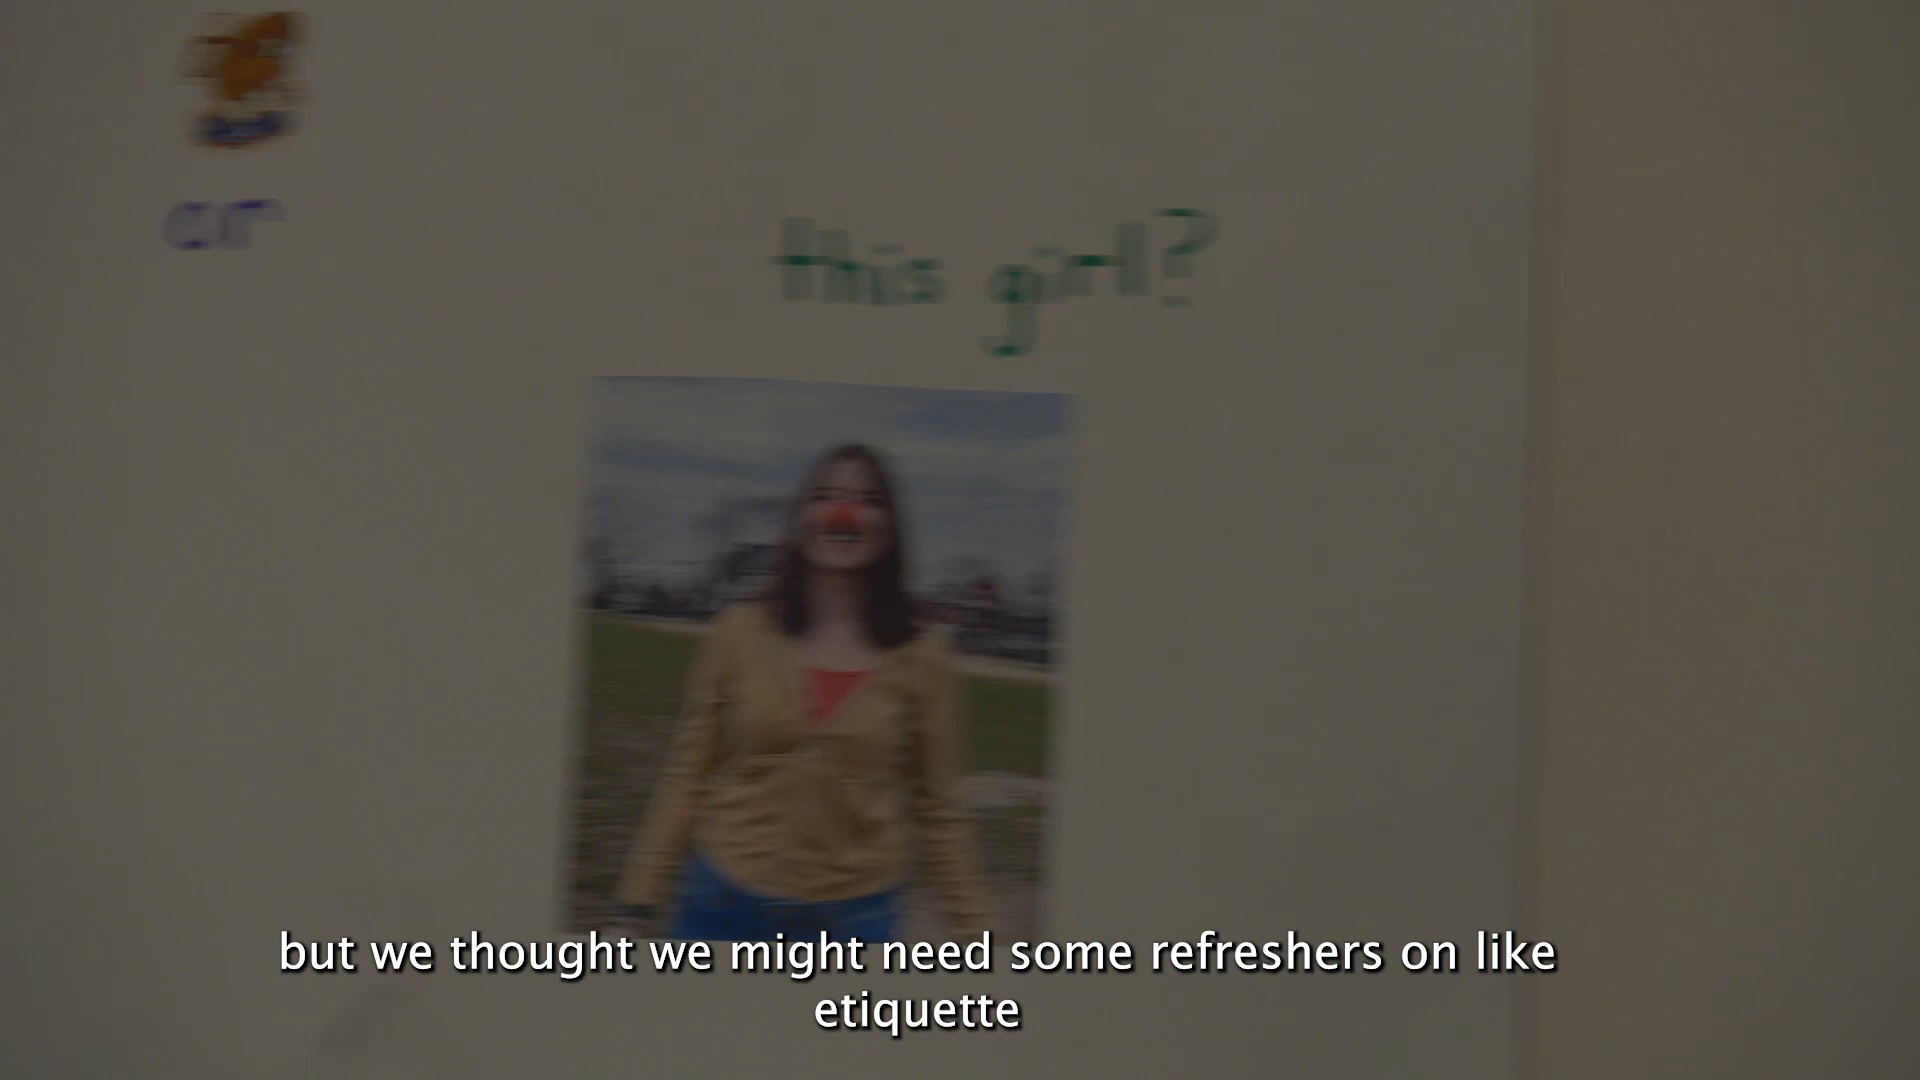 or
this girl?
but we thought we might need some refreshers on like
etiquette